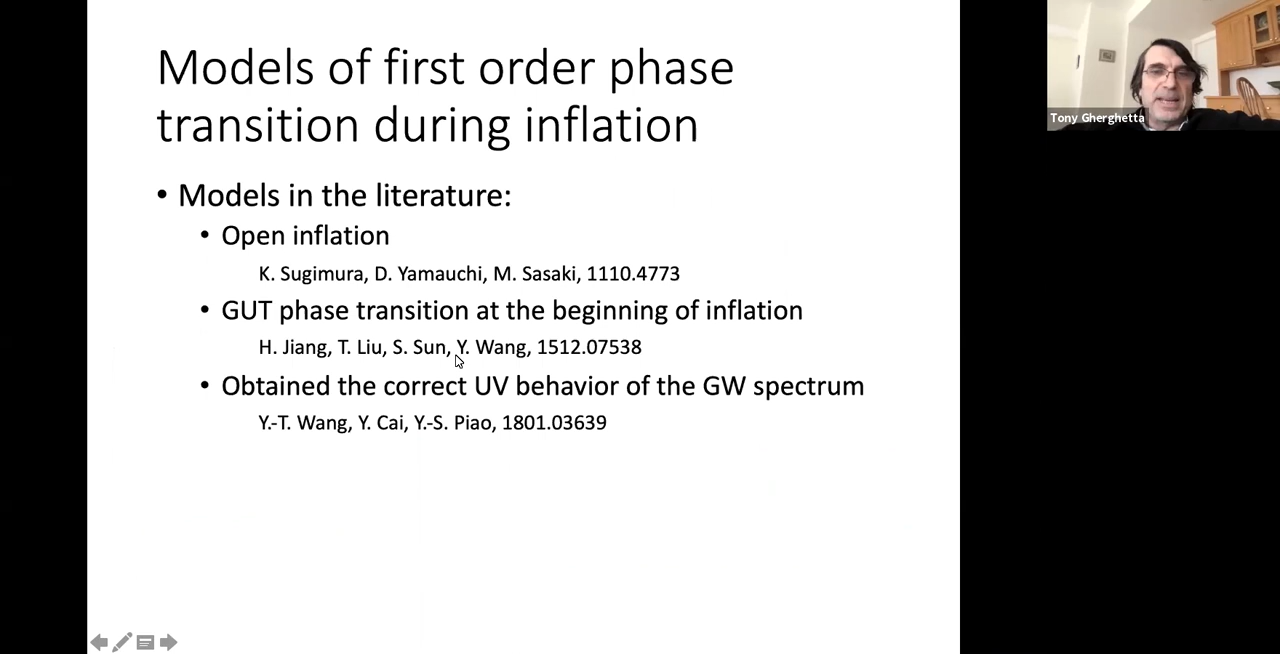 Models of first order phase
transition during inflation
• Models in the literature:
• Open inflation
K. Sugimura, D. Yamauchi, M. Sasaki, 1110.4773
• GUT phase transition at the beginning of inflation
H. Jiang, T. Liu, S. Sun, Y. Wang, 1512.07538
• Obtained the correct UV behavior of the GW spectrum
Y.-T. Wang, Y. Cai, Y.-S. Piao, 1801.03639
Tony Gherghetta